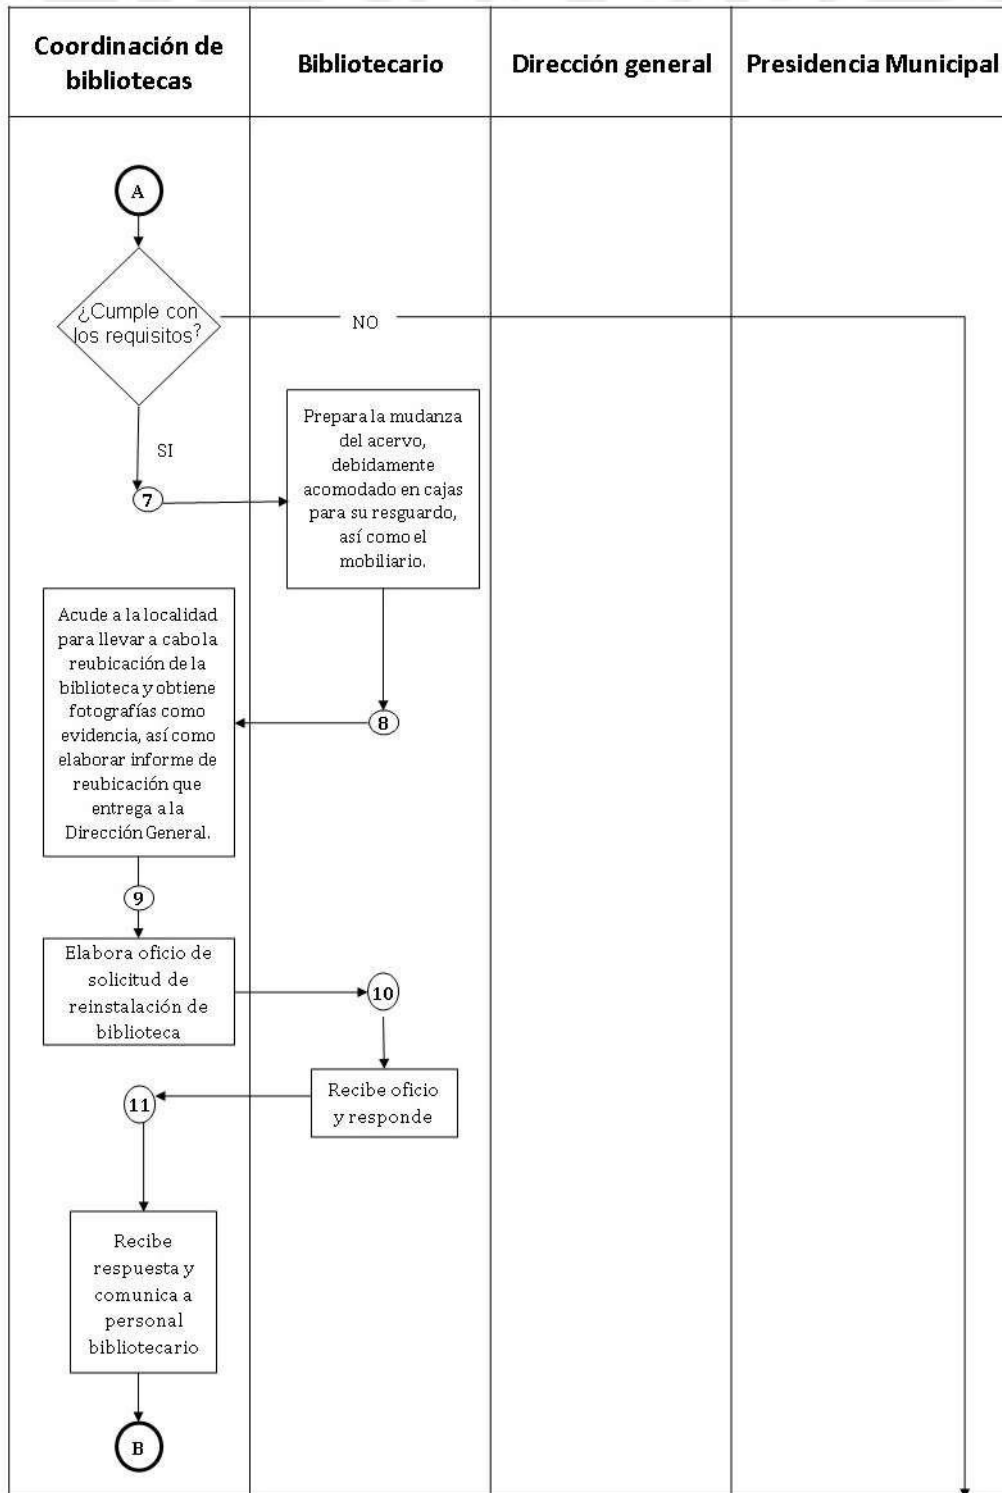 Coordinación de
bibliotecas
Bibliotecario
Dirección general
Presidencia Municipal
A
¿Cumple con
los requisitos?
NO
SI
7
Prepara la mudanza
del acervo,
debidamente
acomodado en cajas
para su resguardo,
así como el
mobiliario.
Acude a la localidad
para llevar a cabo la
reubicación de la
biblioteca y obtiene
fotografías como
evidencia, así como
elaborar informe de
reubicación que
entrega a la
Dirección General.
8
9
Elabora oficio de
solicitud de
reinstalación de
biblioteca
10
Recibe oficio
y responde
11
Recibe
respuesta y
comunica a
personal
bibliotecario
B